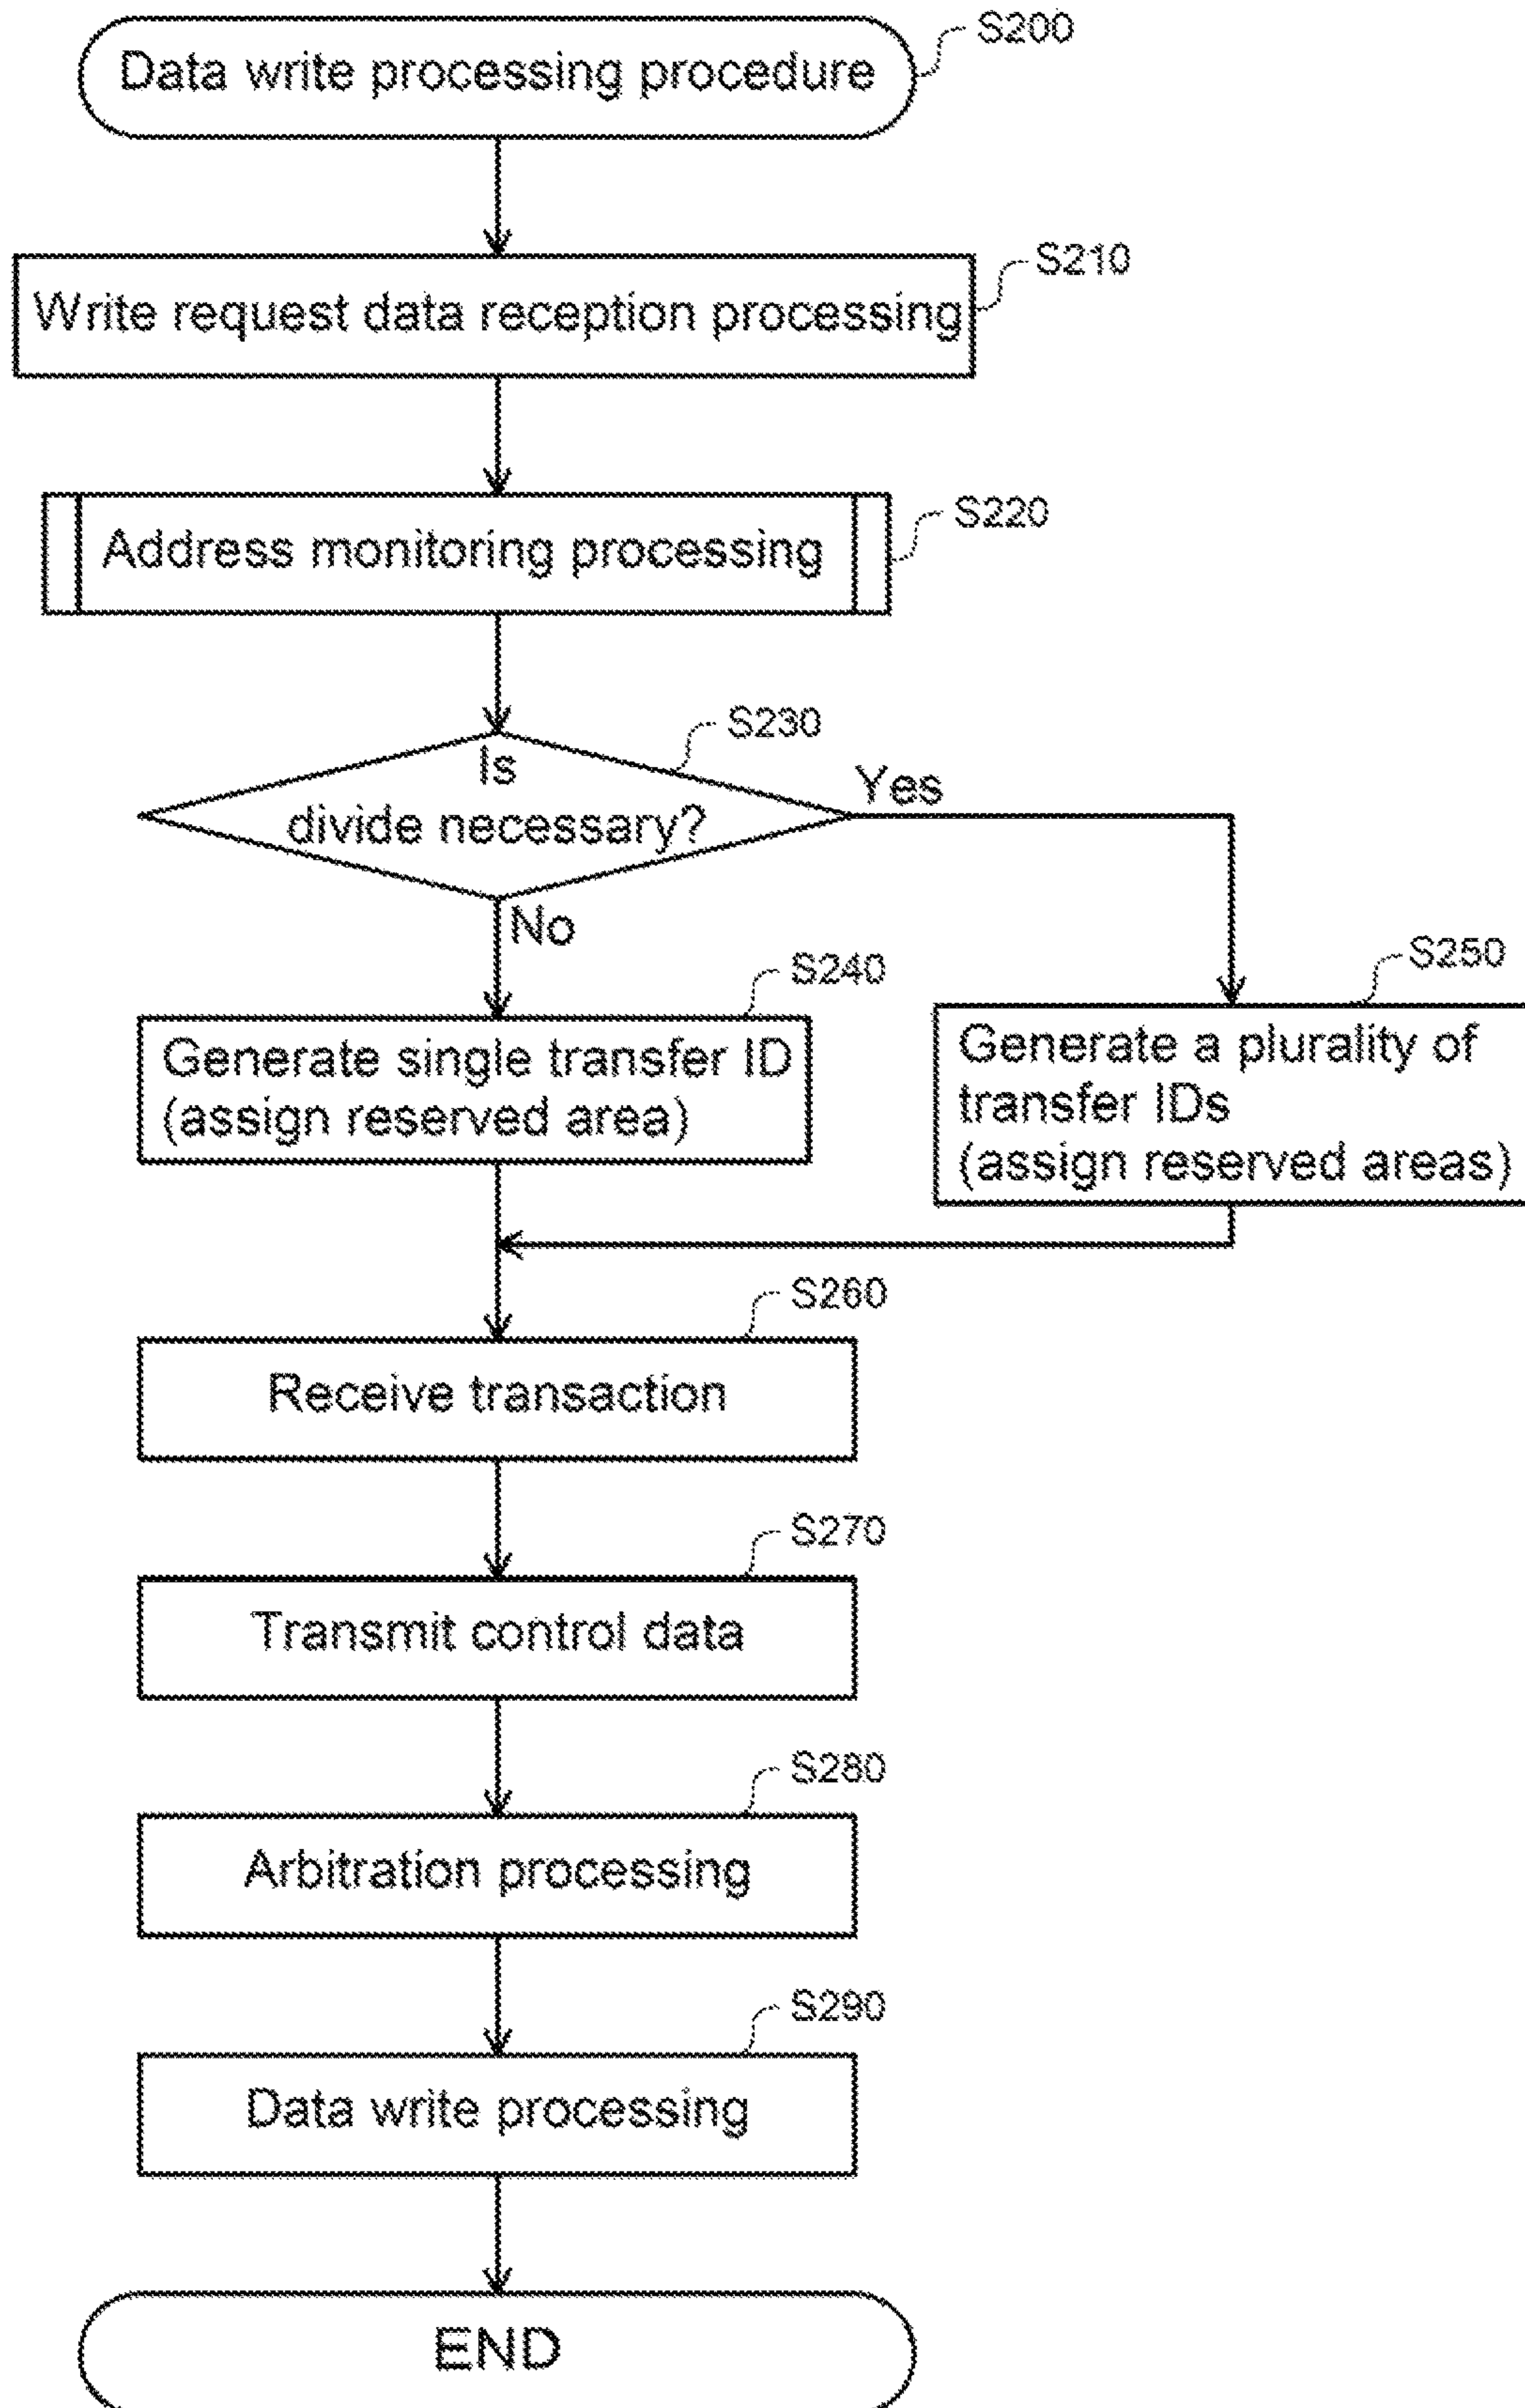 Data write processing procedure
S200
Write request data reception processing
S210
Address monitoring processing
S220
S230
Is
divide necessary?
Yes
No
S240
Generate single transfer ID
(assign reserved area)
S250
Generate a plurality of
transfer IDs
(assign reserved areas)
S260
Receive transaction
S270
Transmit control data
S280
Arbitration processing
S290
Data write processing
END